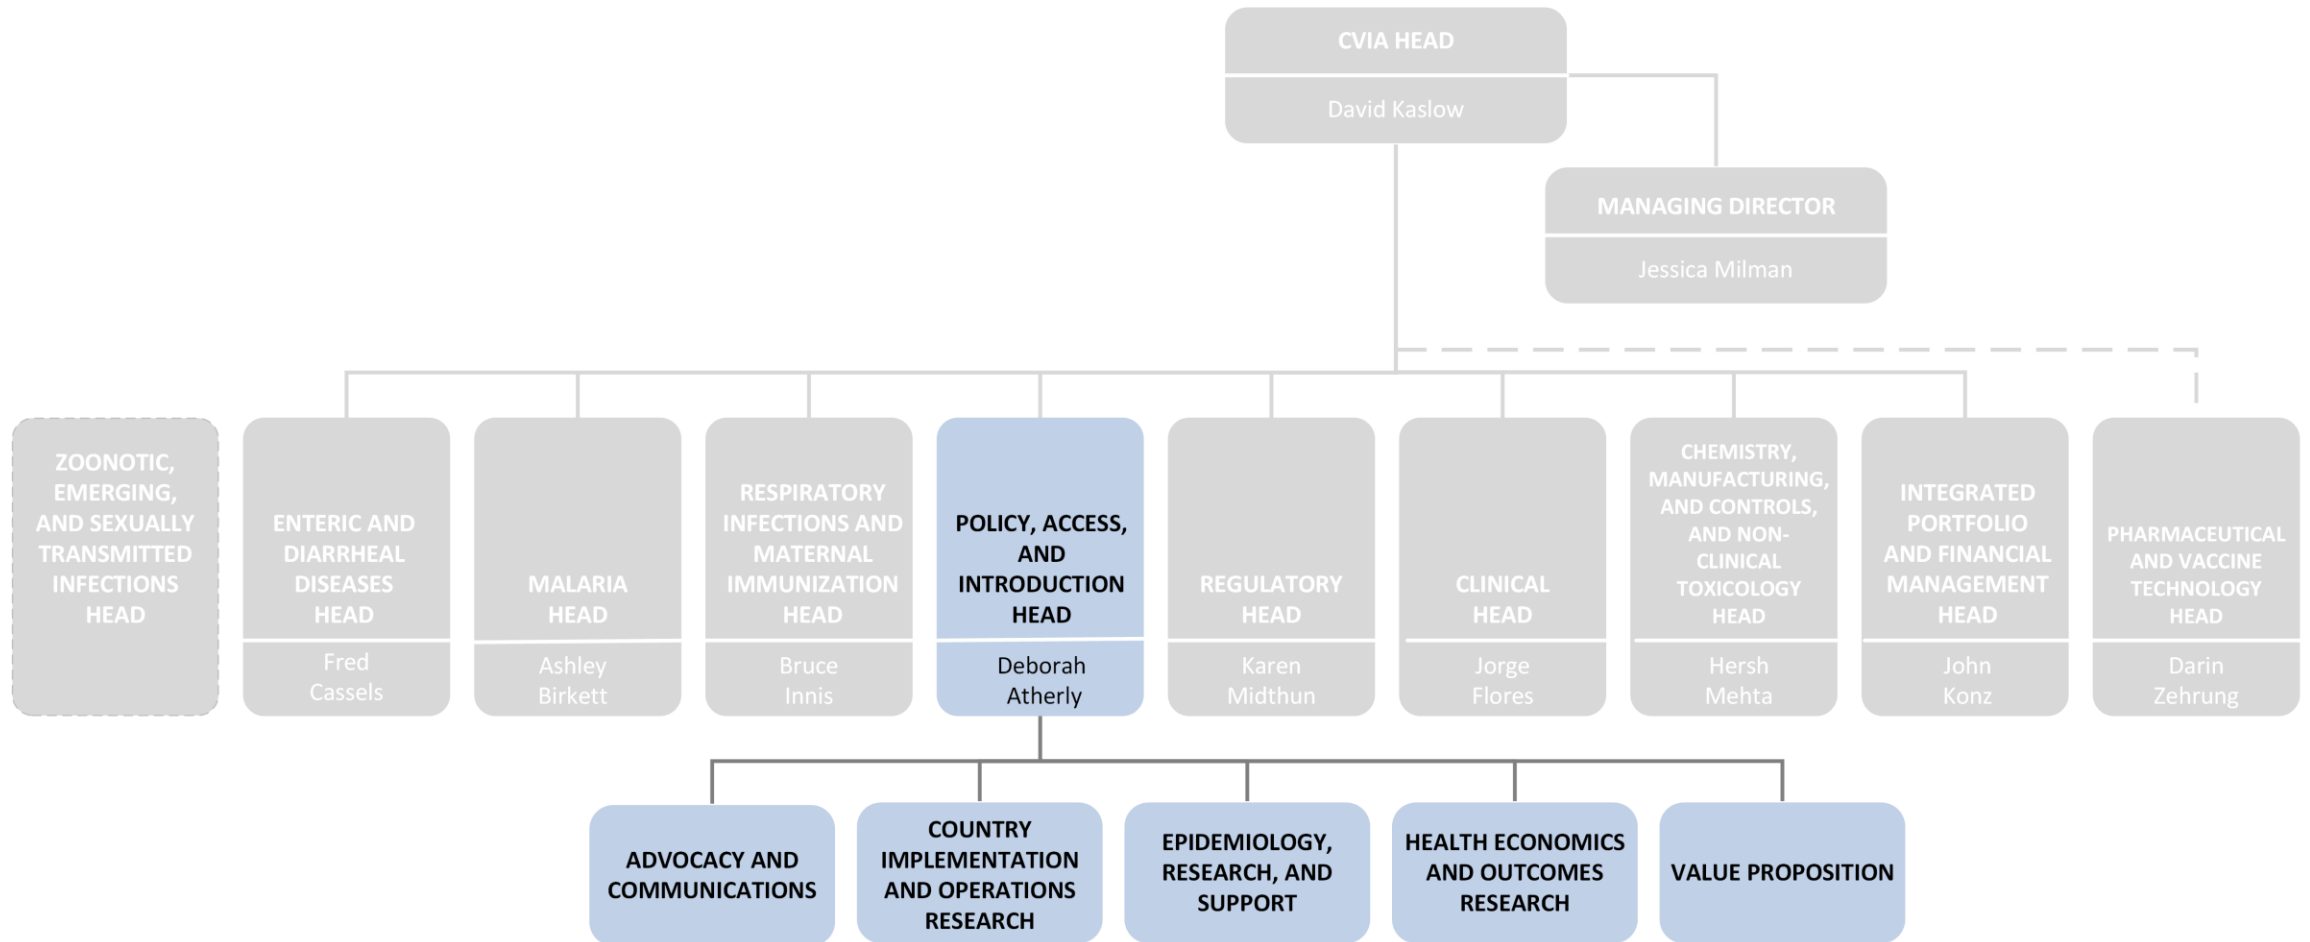 CVIA HEAD
David Kaslow
MANAGING DIRECTOR
Jessica Milman
ZOONOTIC,
EMERGING,
AND SEXUALLY
TRANSMITTED
INFECTIONS
HEAD
ENTERIC AND
DIARRHEAL
DISEASES
HEAD
Fred
Cassels
MALARIA
HEAD
Ashley
Birkett
RESPIRATORY
INFECTIONS AND
MATERNAL
IMMUNIZATION
HEAD
Bruce
Innis
POLICY, ACCESS,
AND
INTRODUCTION
HEAD
Deborah
Atherly
REGULATORY
HEAD
Karen
Midthun
CLINICAL
HEAD
Jorge
Flores
CHEMISTRY,
MANUFACTURING,
AND CONTROLS,
AND NON-
CLINICAL
TOXICOLOGY
HEAD
Hersh
Mehta
INTEGRATED
PORTFOLIO
AND FINANCIAL
MANAGEMENT
HEAD
John
Konz
PHARMACEUTICAL
AND VACCINE
TECHNOLOGY
HEAD
Darin
Zehrung
ADVOCACY AND
COMMUNICATIONS
COUNTRY
IMPLEMENTATION
AND OPERATIONS
RESEARCH
EPIDEMIOLOGY,
RESEARCH, AND
SUPPORT
HEALTH ECONOMICS
AND OUTCOMES
RESEARCH
VALUE PROPOSITION